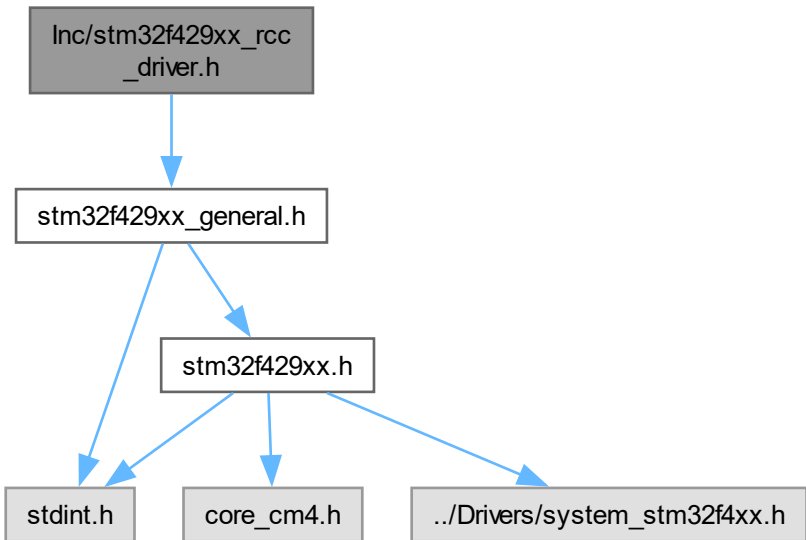 Inc/stm32f429xx_rcc
_driver.h
stm32f429xx_general.h
stm32f429xx.h
stdint.h
core_cm4.h
../Drivers/system_stm32f4xx.h